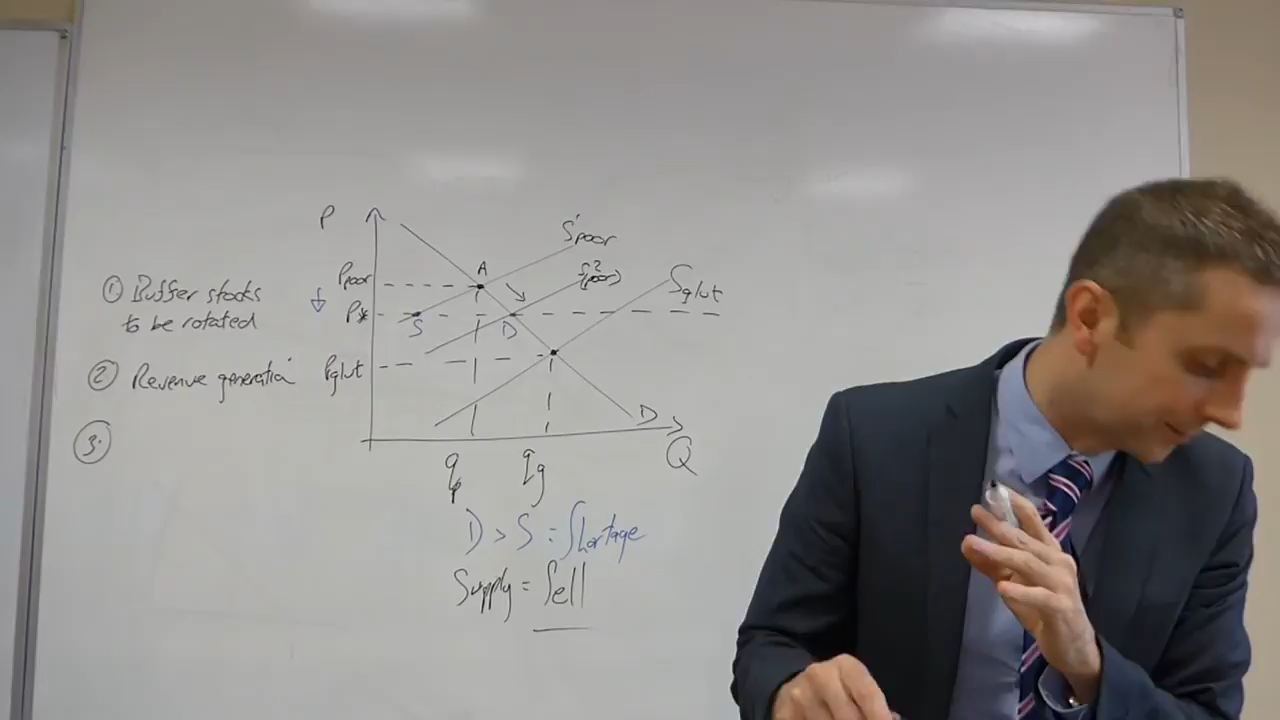 ① Buffer stocks
to be rotated
② Revenue generation
③
P
Ppoor
P*
Pglut
A
S
D
S¹poor
S²(poor)
Sglut
D
Q
qp
qg
D > S = Shortage
Supply = Sell